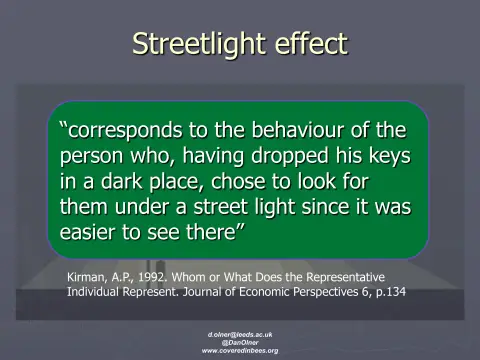 Streetlight effect
“corresponds to the behaviour of the
person who, having dropped his keys
in a dark place, chose to look for
them under a street light since it was
easier to see there”
Kirman, A.P., 1992. Whom or What Does the Representative
Individual Represent. Journal of Economic Perspectives 6, p.134
d.olner@leeds.ac.uk
@DanOlner
www.coveredinbees.org